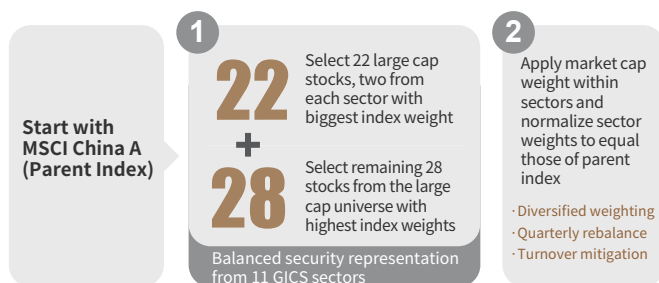 Start with
MSCI China A
(Parent Index)
1
22
Select 22 large cap
stocks, two from
each sector with
biggest index weight
+
28
Select remaining 28
stocks from the large
cap universe with
highest index weights
Balanced security representation
from 11 GICS sectors
2
Apply market cap
weight within
sectors and
normalize sector
weights to equal
those of parent
index
· Diversified weighting
· Quarterly rebalance
· Turnover mitigation